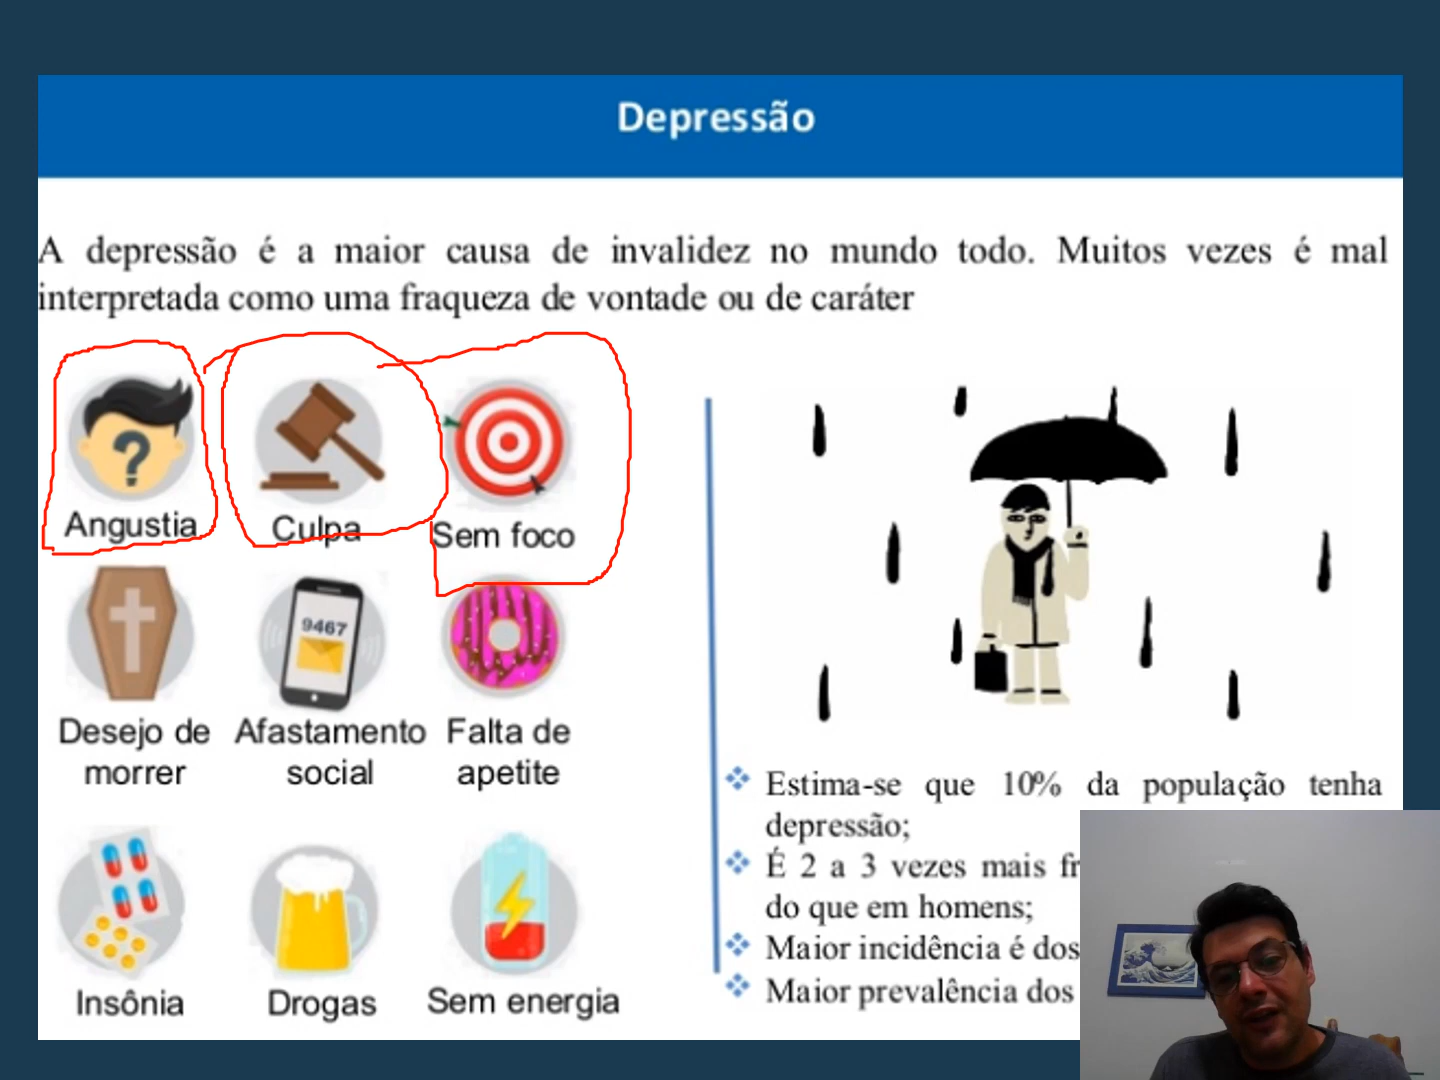 Depressão
A depressão é a maior causa de invalidez no mundo todo. Muitos vezes é mal
interpretada como uma fraqueza de vontade ou de caráter
Angustia
Culpa
Sem foco
9467
Desejo de
morrer
Afastamento
social
Falta de
apetite
Insônia
Drogas
Sem energia
Estima-se que 10% da população tenha
depressão;
É 2 a 3 vezes mais fr
do que em homens;
Maior incidência é dos
Maior prevalência dos